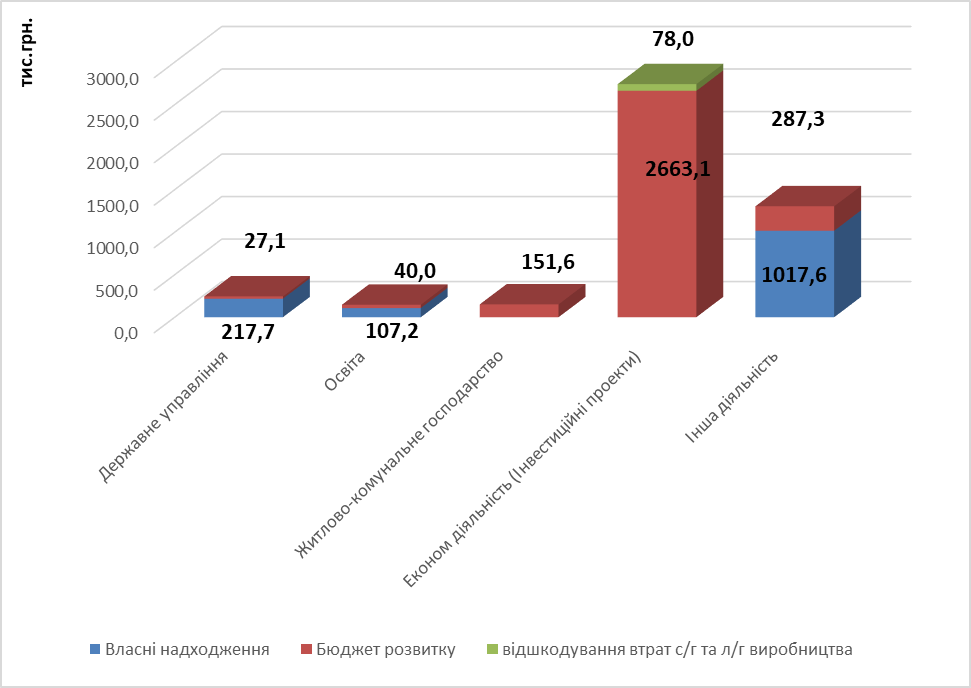 тис.грн.
3000,0
2500,0
2000,0
1500,0
1000,0
500,0
0,0
78,0
2663,1
287,3
1017,6
27,1
217,7
40,0
107,2
151,6
Державне управління
Освіта
Житлово-комунальне господарство
Економ діяльність (Інвестиційні проекти)
Інша діяльність
Власні надходження
Бюджет розвитку
відшкодування втрат с/г та л/г виробництва